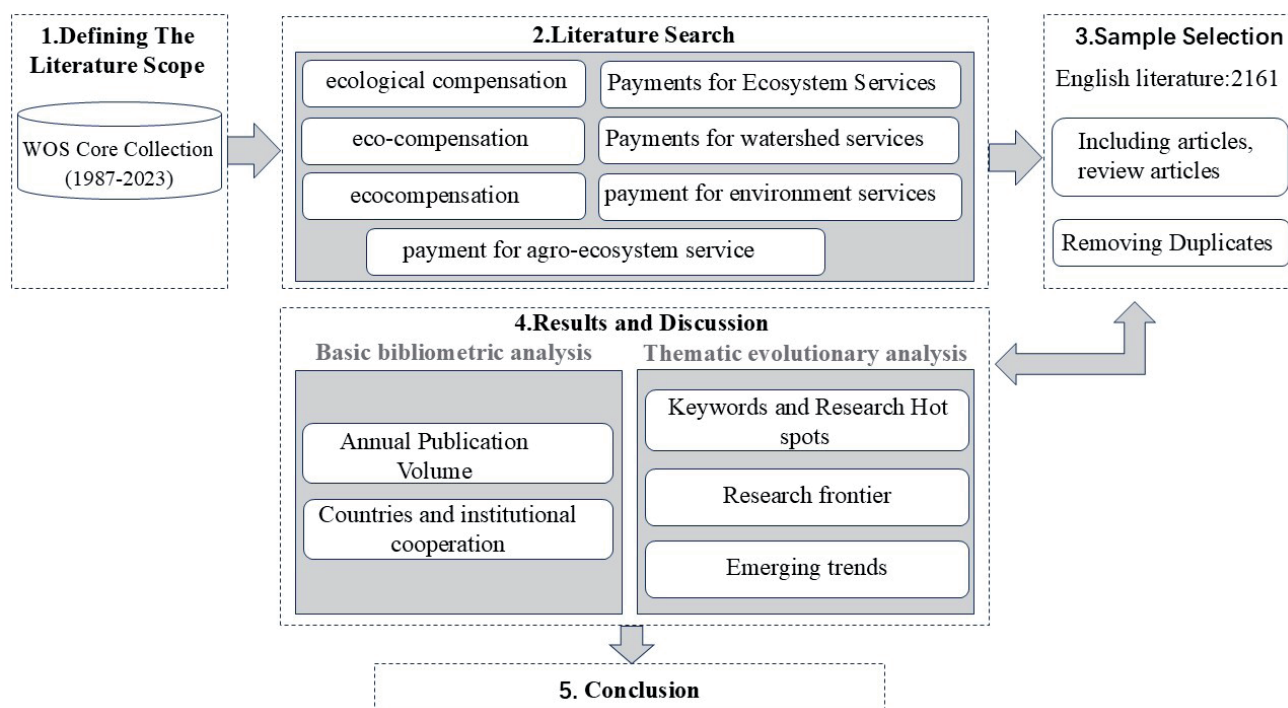 1.Defining The
Literature Scope
WOS Core Collection
(1987-2023)
2.Literature Search
ecological compensation
Payments for Ecosystem Services
eco-compensation
Payments for watershed services
ecocompensation
payment for environment services
payment for agro-ecosystem service
3.Sample Selection
English literature:2161
Including articles,
review articles
Removing Duplicates
4.Results and Discussion
Basic bibliometric analysis
Annual Publication
Volume
Countries and institutional
cooperation
Thematic evolutionary analysis
Keywords and Research Hot
spots
Research frontier
Emerging trends
5. Conclusion